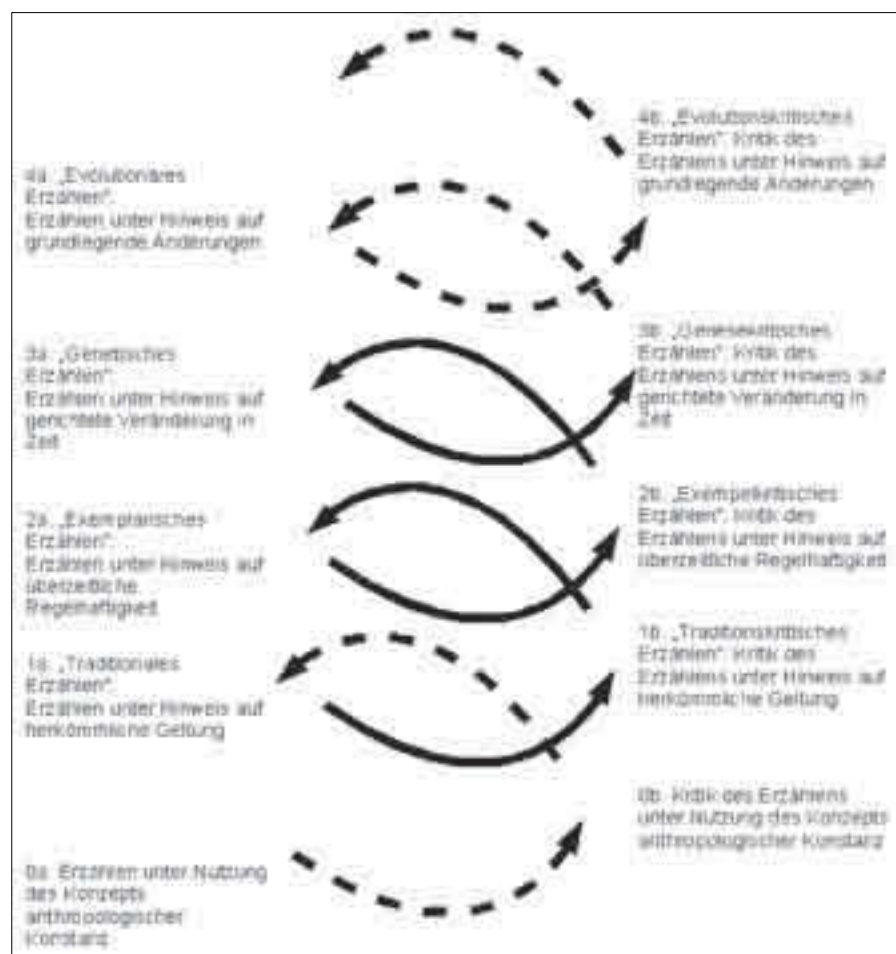 4b. „Evolutionskritisches
Erzählen“. Kritik des
Erzählens unter Hinweis auf
grundlegende Änderungen
4a. „Evolutionäres
Erzählen“.
Erzählen unter Hinweis auf
grundlegende Änderungen
3b. „Genesekritisches
Erzählen“. Kritik des
Erzählens unter Hinweis auf
gerichtete Veränderung in
Zeit
3a. „Genetisches
Erzählen“.
Erzählen unter Hinweis auf
gerichtete Veränderung in
Zeit
2b. „Exempelkritisches
Erzählen“. Kritik des
Erzählens unter Hinweis auf
überzeitliche Regelhaftigkeit
2a. „Exemplarisches
Erzählen“.
Erzählen unter Hinweis auf
überzeitliche
Regelhaftigkeit
1b. „Traditionskritisches
Erzählen“. Kritik des
Erzählens unter Hinweis auf
herkömmliche Geltung
1a. „Traditionales
Erzählen“.
Erzählen unter Hinweis auf
herkömmliche Geltung
0b. Kritik des Erzählens
unter Nutzung des Konzepts
anthropologischer Konstanz
0a. Erzählen unter Nutzung
des Konzepts
anthropologischer
Konstanz